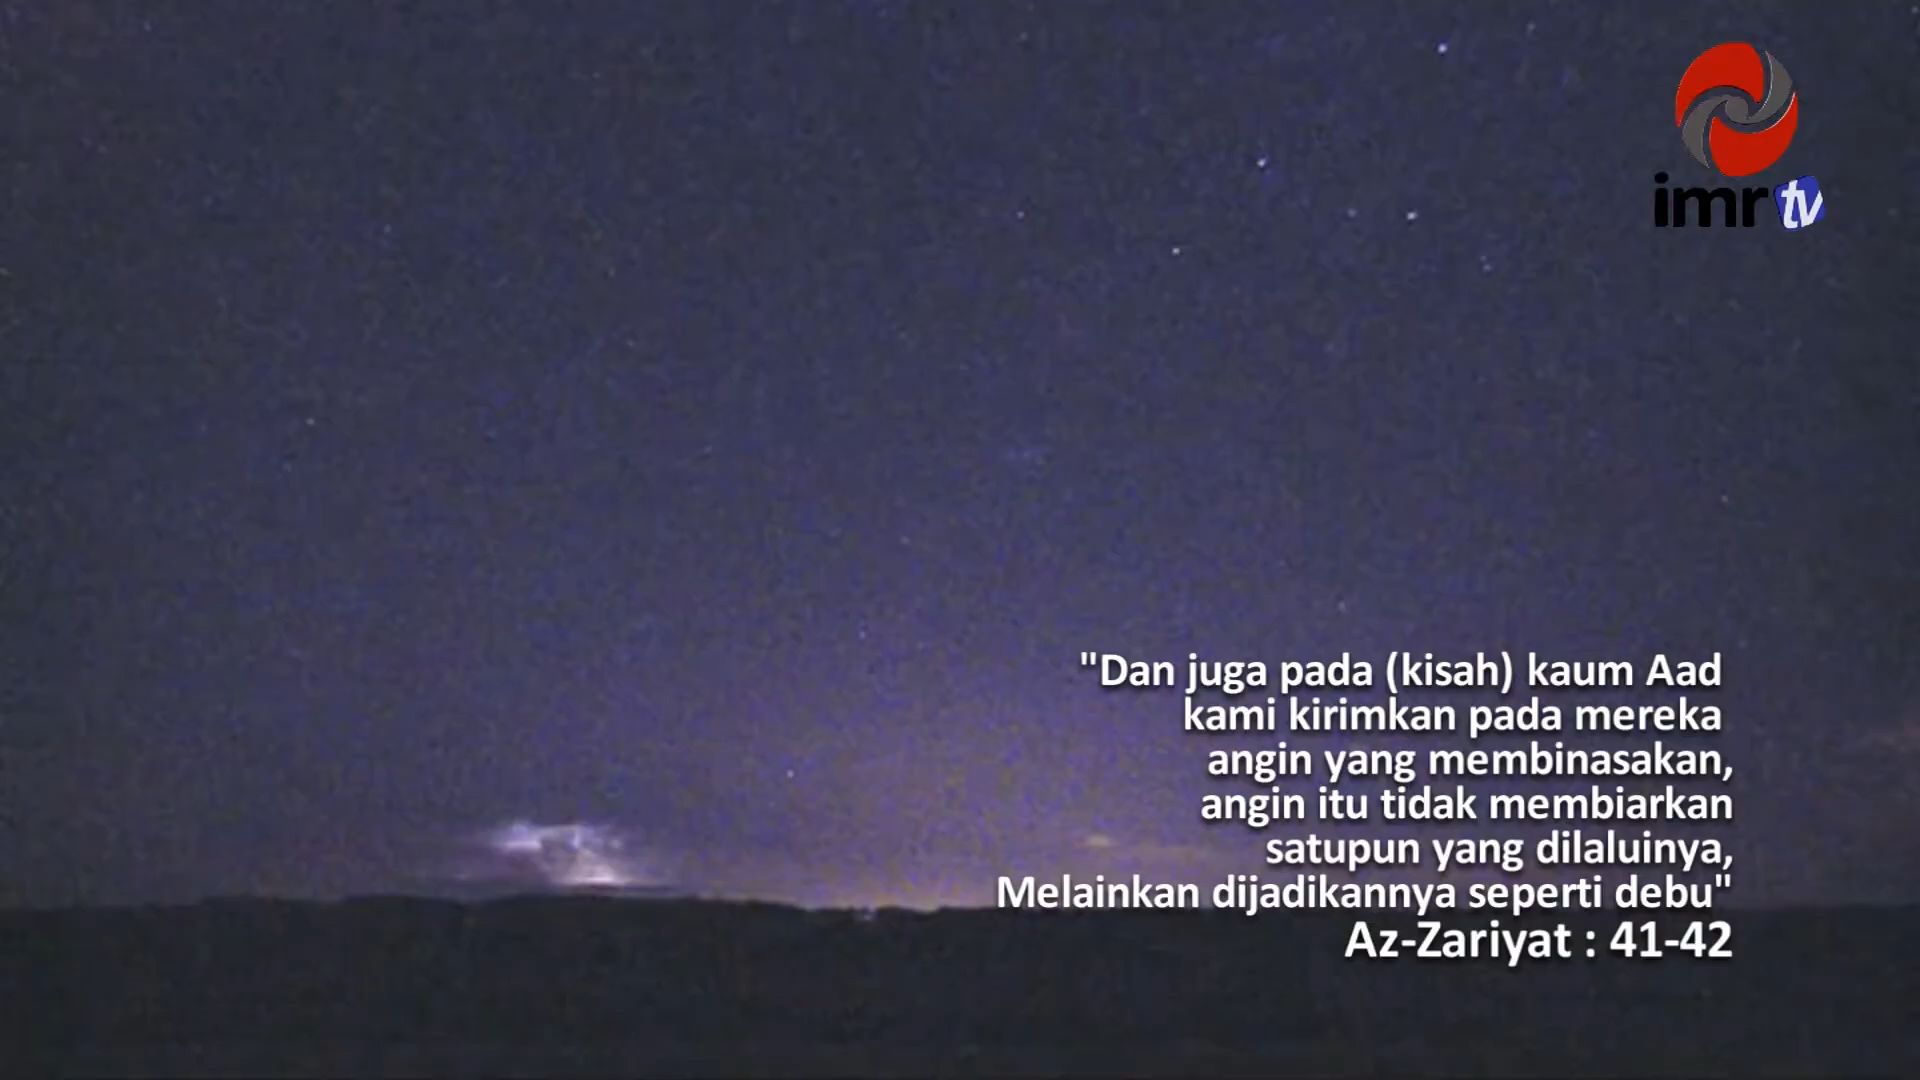 imr tv
"Dan juga pada (kisah) kaum Aad
kami kirimkan pada mereka
angin yang membinasakan,
angin itu tidak membiarkan
satupun yang dilaluinya,
Melainkan dijadikannya seperti debu"
Az-Zariyat : 41-42